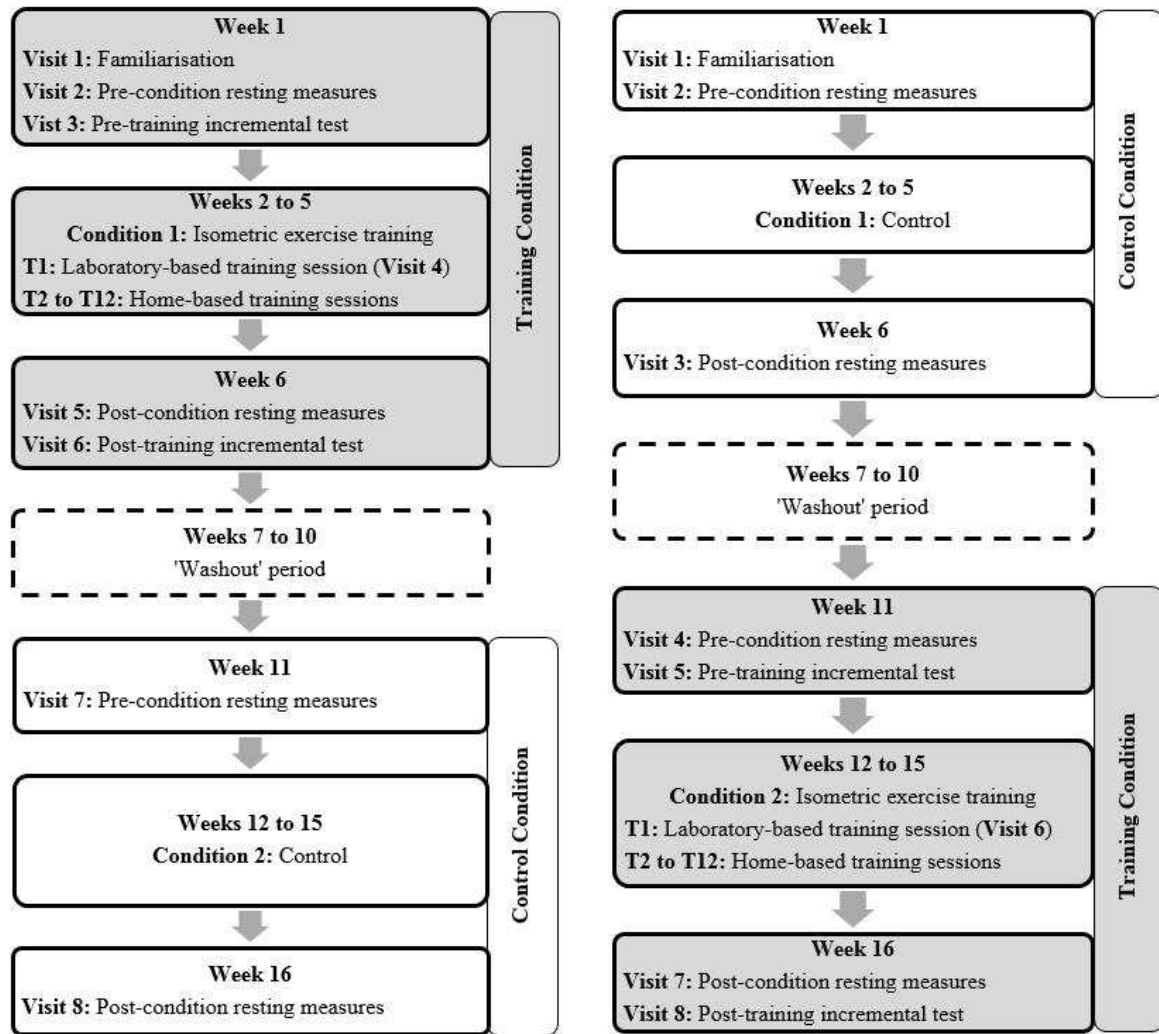 Week 1
Visit 1: Familiarisation
Visit 2: Pre-condition resting measures
Vist 3: Pre-training incremental test
Weeks 2 to 5
Condition 1: Isometric exercise training
T1: Laboratory-based training session (Visit 4)
T2 to T12: Home-based training sessions
Week 6
Visit 5: Post-condition resting measures
Visit 6: Post-training incremental test
Training Condition
Weeks 7 to 10
'Washout' period
Week 11
Visit 7: Pre-condition resting measures
Weeks 12 to 15
Condition 2: Control
Week 16
Visit 8: Post-condition resting measures
Control Condition
Week 1
Visit 1: Familiarisation
Visit 2: Pre-condition resting measures
Weeks 2 to 5
Condition 1: Control
Week 6
Visit 3: Post-condition resting measures
Control Condition
Weeks 7 to 10
'Washout' period
Week 11
Visit 4: Pre-condition resting measures
Visit 5: Pre-training incremental test
Weeks 12 to 15
Condition 2: Isometric exercise training
T1: Laboratory-based training session (Visit 6)
T2 to T12: Home-based training sessions
Week 16
Visit 7: Post-condition resting measures
Visit 8: Post-training incremental test
Training Condition